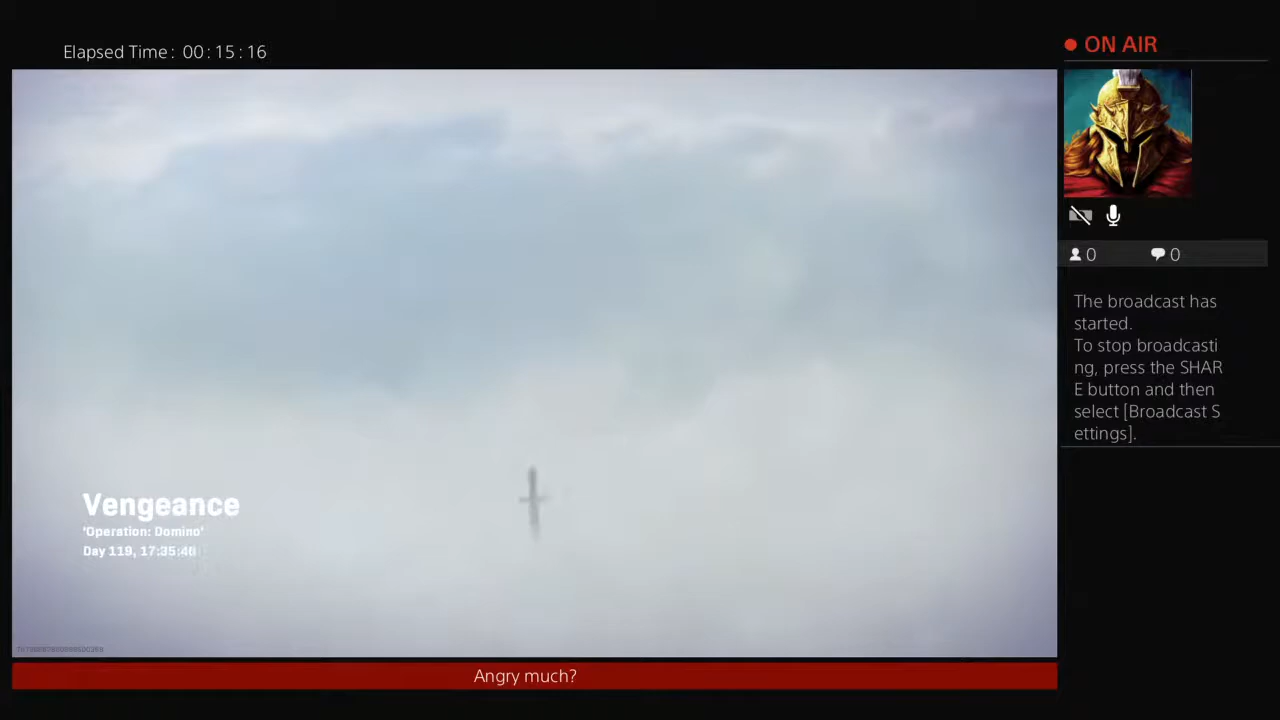 Elapsed Time: 00:15:16
ON AIR
0
0
The broadcast has
started.
To stop broadcasti
ng, press the SHAR
E button and then
select [Broadcast S
ettings].
Vengeance
'Operation: Domino'
Day 119, 17:35:40
Angry much?